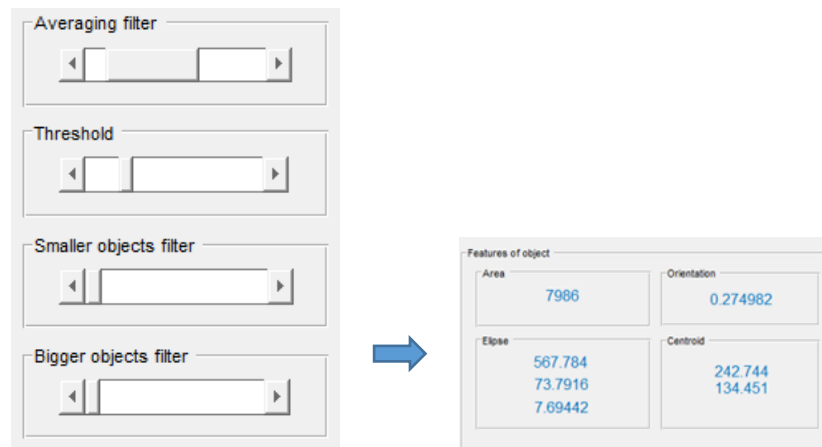 Averaging filter
Threshold
Smaller objects filter
Bigger objects filter
Features of object
Area
7986
Orientation
0.274982
Elipse
567.784
73.7916
7.69442
Centroid
242.744
134.451